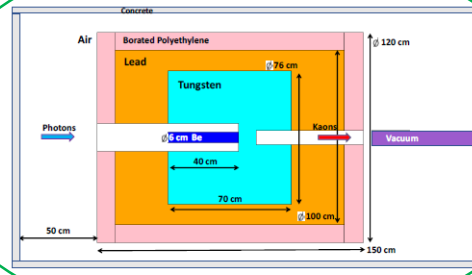 Concrete
Air
Borated Polyethylene
Ø 120 cm
Lead
Ø76 cm
Tungsten
Photons
Ø6 cm Be
Kaons
Vacuum
40 cm
70 cm
Ø100 cm
50 cm
150 cm